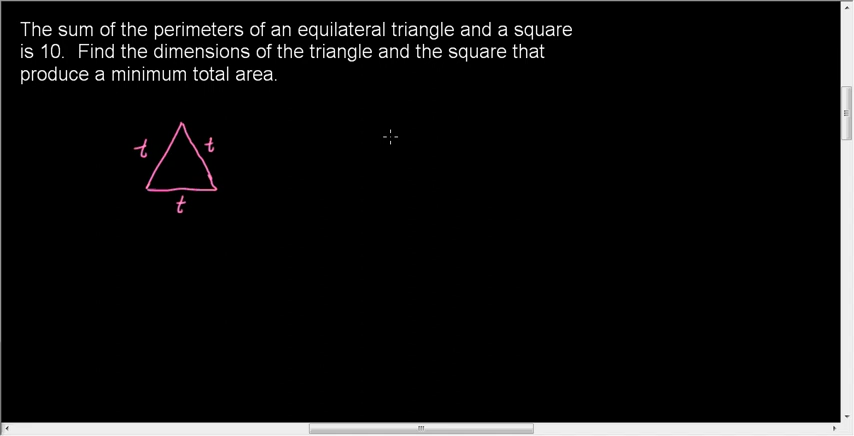 The sum of the perimeters of an equilateral triangle and a square
is 10. Find the dimensions of the triangle and the square that
produce a minimum total area.
t t
t